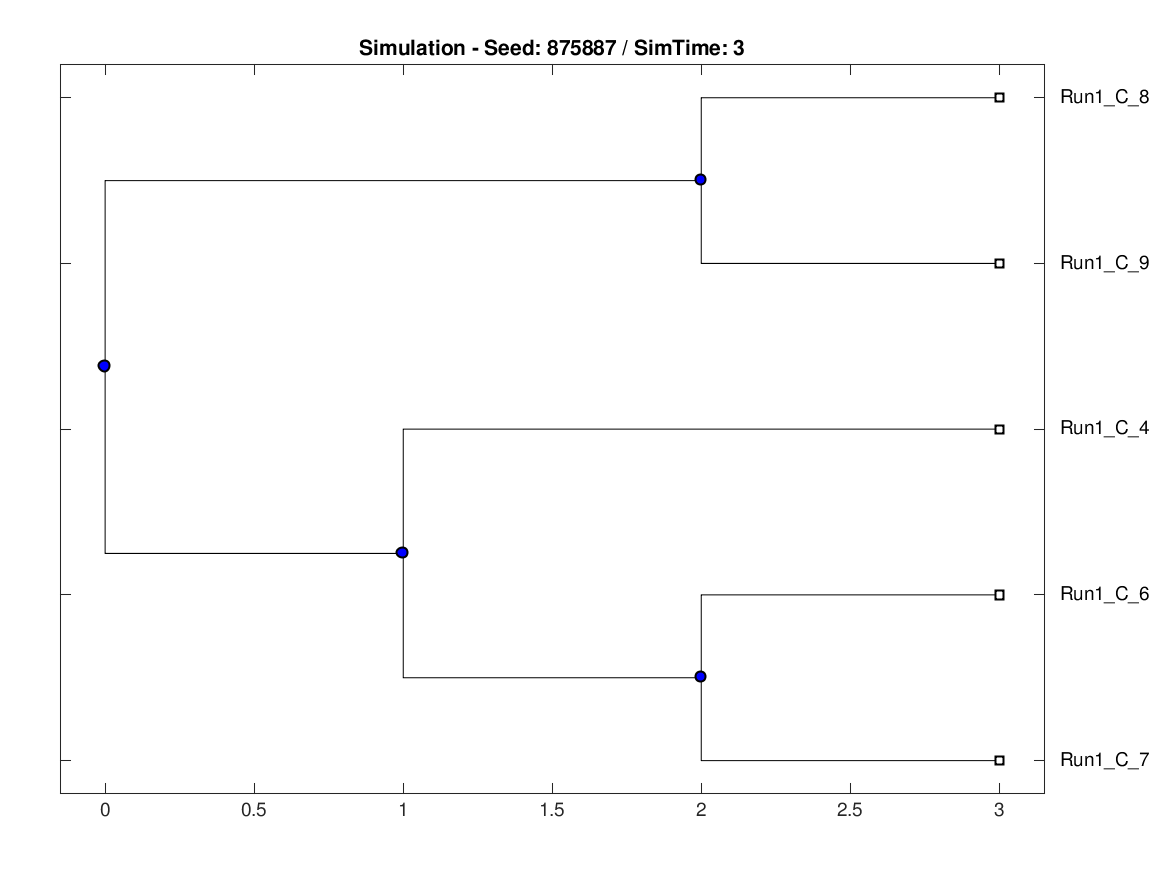 Simulation - Seed: 875887 / SimTime: 3
Run1_C_8
Run1_C_9
Run1_C_4
Run1_C_6
Run1_C_7
0 0.5 1 1.5 2 2.5 3